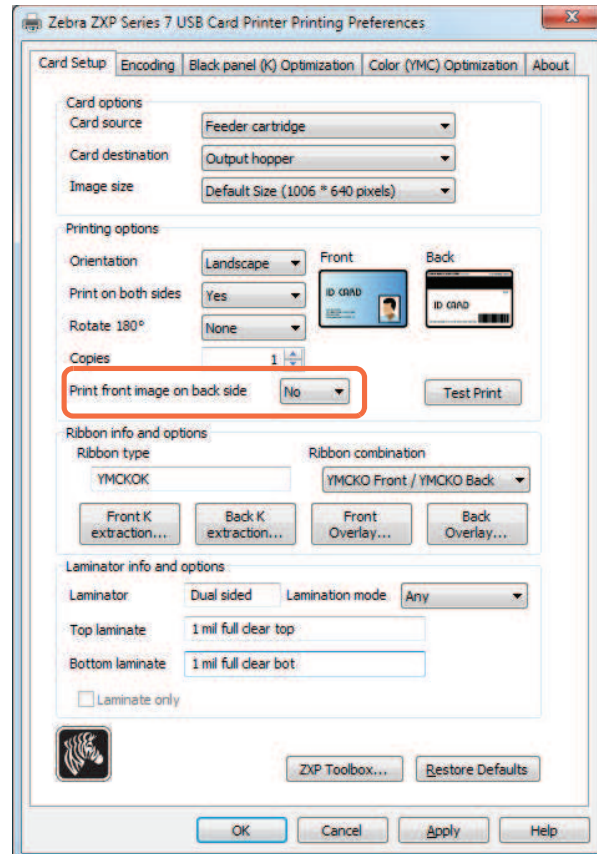 Zebra ZXP Series 7 USB Card Printer Printing Preferences
Card Setup Encoding Black panel (K) Optimization Color (YMC) Optimization About
Card options
Card source Feeder cartridge
Card destination Output hopper
Image size Default Size (1006 * 640 pixels)
Printing options
Orientation Landscape Front Back
Print on both sides Yes ID CARD ID CARD
Rotate 180° None
Copies 1
Print front image on back side No Test Print
Ribbon info and options
Ribbon type Ribbon combination
YMCKOK YMCKO Front / YMCKO Back
Front K extraction... Back K extraction... Front Overlay... Back Overlay...
Laminator info and options
Laminator Dual sided Lamination mode Any
Top laminate 1 mil full clear top
Bottom laminate 1 mil full clear bot
Laminate only
ZXP Toolbox... Restore Defaults
OK Cancel Apply Help